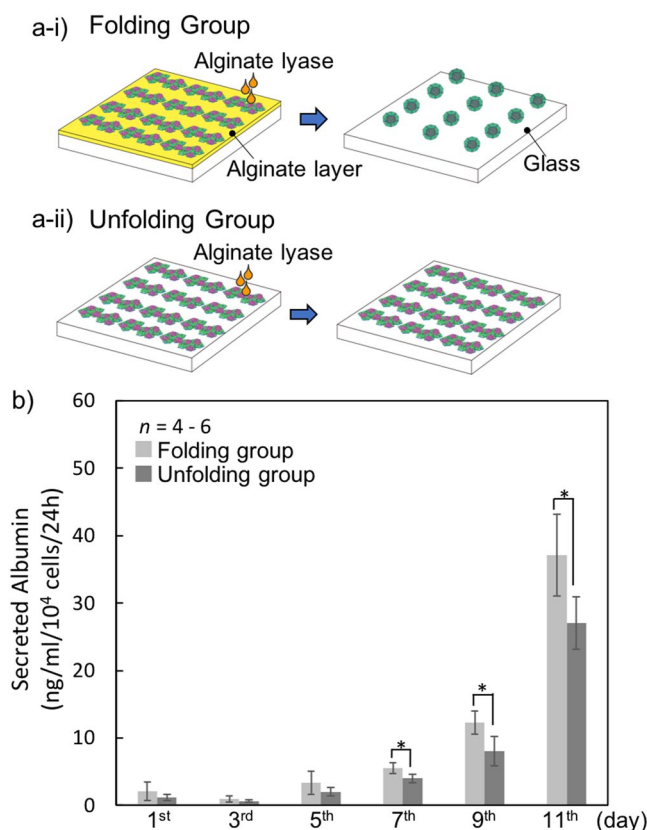 a-i) Folding Group
Alginate lyase
Alginate layer
Glass
a-ii) Unfolding Group
Alginate lyase
b)
60
50
40
30
20
10
0
Secreted Albumin
(ng/ml/10⁴ cells/24h)
n = 4 - 6
Folding group
Unfolding group
*
*
*
1st 3rd 5th 7th 9th 11th (day)